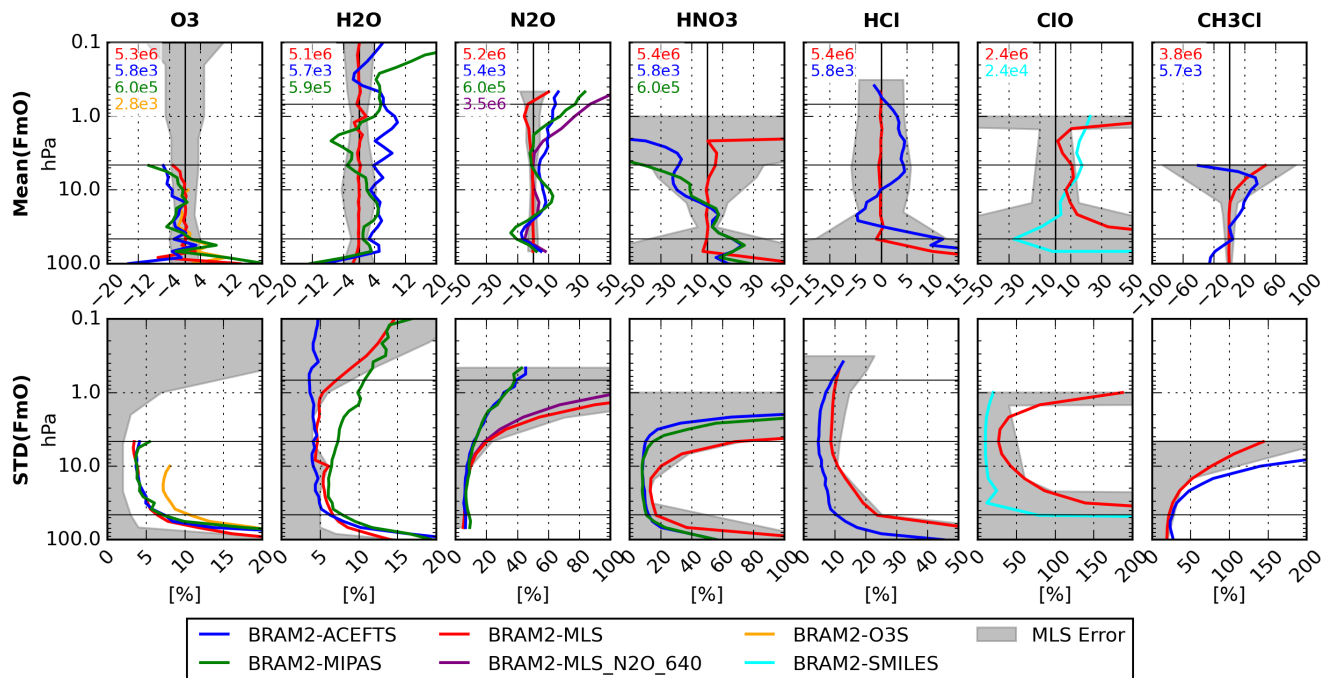 O3 H2O N2O HNO3 HCl ClO CH3Cl
Mean(FmO)
hPa
0.1
1.0
10.0
100.0
5.3e6
5.8e3
6.0e5
2.8e3
5.1e6
5.7e3
5.9e5
5.2e6
5.4e3
6.0e5
3.5e6
5.4e6
5.8e3
6.0e5
5.4e6
5.8e3
2.4e6
2.4e4
3.8e6
5.7e3
−20 −12 −4 4 12 20
−20 −12 −4 4 12 20
−50 −30 −10 10 30 50
−50 −30 −10 10 30 50
−15 −10 −5 0 5 10 15
−50 −30 −10 10 30 50
−100 −60 −20 20 60 100
STD(FmO)
hPa
0.1
1.0
10.0
100.0
0 5 10 15 20
0 5 10 15 20
0 20 40 60 80 100
0 20 40 60 80 100
0 10 20 30 40 50
0 50 100 150 200
0 50 100 150 200
[%] [%] [%] [%] [%] [%] [%]
BRAM2-ACEFTS BRAM2-MLS BRAM2-O3S MLS Error
BRAM2-MIPAS BRAM2-MLS_N2O_640 BRAM2-SMILES